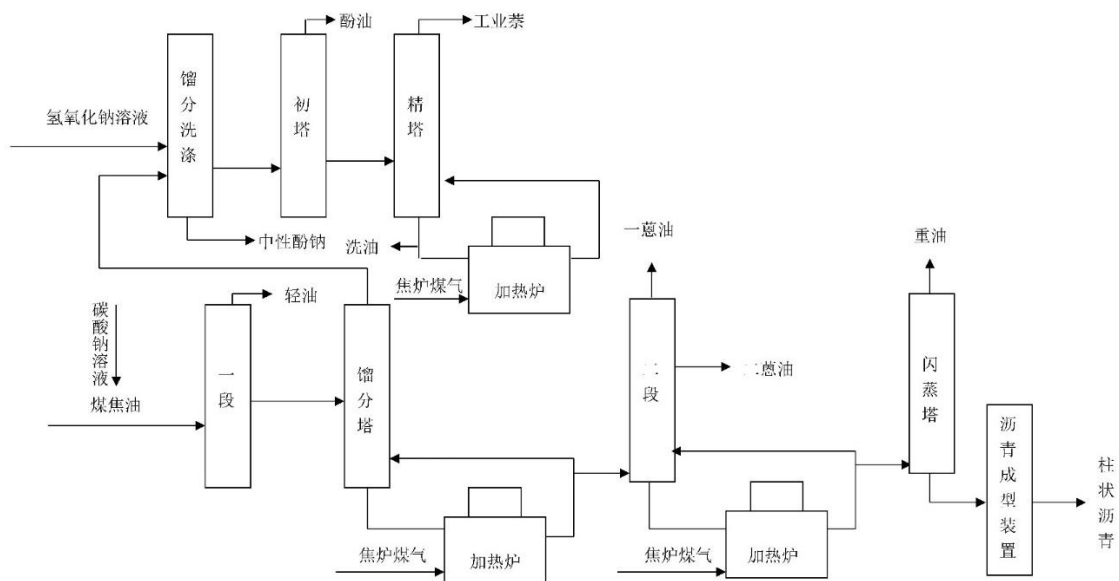 酚油
工业萘
馏分洗涤
初塔
精塔
氢氧化钠溶液
中性酚钠
洗油
焦炉煤气
加热炉
一蒽油
重油
碳酸钠溶液
轻油
煤焦油
一段
馏分塔
二段
二蒽油
闪蒸塔
沥青成型装置
柱状沥青
焦炉煤气
加热炉
焦炉煤气
加热炉